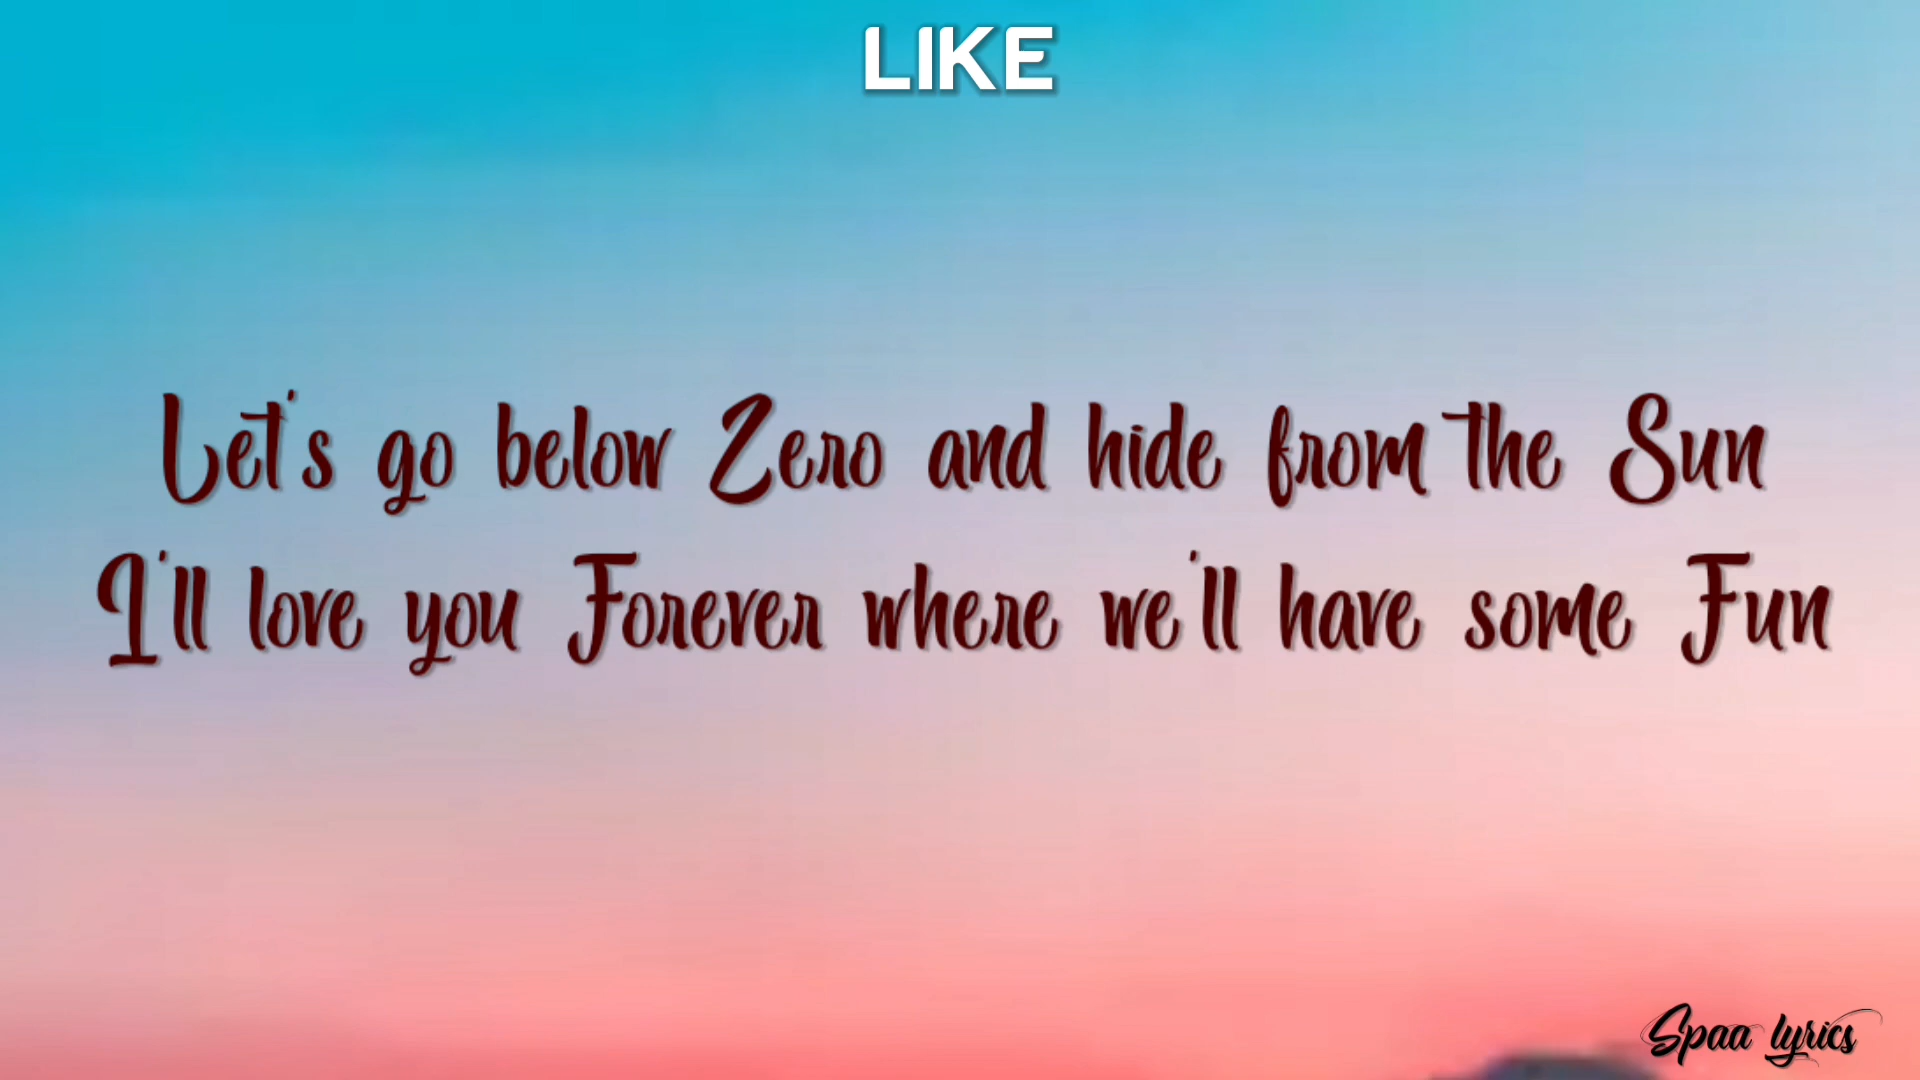 LIKE
Let's go below Zero and hide from the Sun
I'll love you Forever where we'll have some Fun
Spaa lyrics